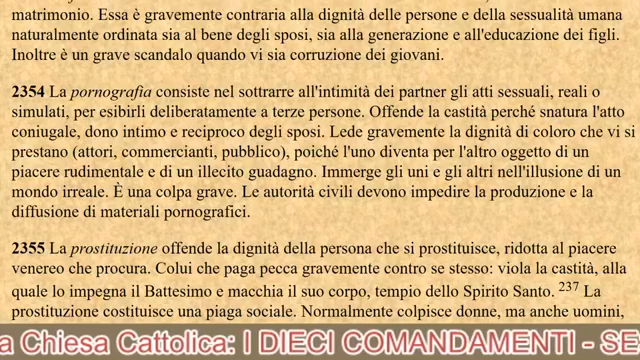 matrimonio. Essa è gravemente contraria alla dignità delle persone e della sessualità umana
naturalmente ordinata sia al bene degli sposi, sia alla generazione e all'educazione dei figli.
Inoltre è un grave scandalo quando vi sia corruzione dei giovani.
2354 La pornografia consiste nel sottrarre all'intimità dei partner gli atti sessuali, reali o
simulati, per esibirli deliberatamente a terze persone. Offende la castità perché snatura l'atto
coniugale, dono intimo e reciproco degli sposi. Lede gravemente la dignità di coloro che vi si
prestano (attori, commercianti, pubblico), poiché l'uno diventa per l'altro oggetto di un
piacere rudimentale e di un illecito guadagno. Immerge gli uni e gli altri nell'illusione di un
mondo irreale. È una colpa grave. Le autorità civili devono impedire la produzione e la
diffusione di materiali pornografici.
2355 La prostituzione offende la dignità della persona che si prostituisce, ridotta al piacere
venereo che procura. Colui che paga pecca gravemente contro se stesso: viola la castità, alla
quale lo impegna il Battesimo e macchia il suo corpo, tempio dello Spirito Santo. 237 La
prostituzione costituisce una piaga sociale. Normalmente colpisce donne, ma anche uomini,
a Chiesa Cattolica: I DIECI COMANDAMENTI - SE